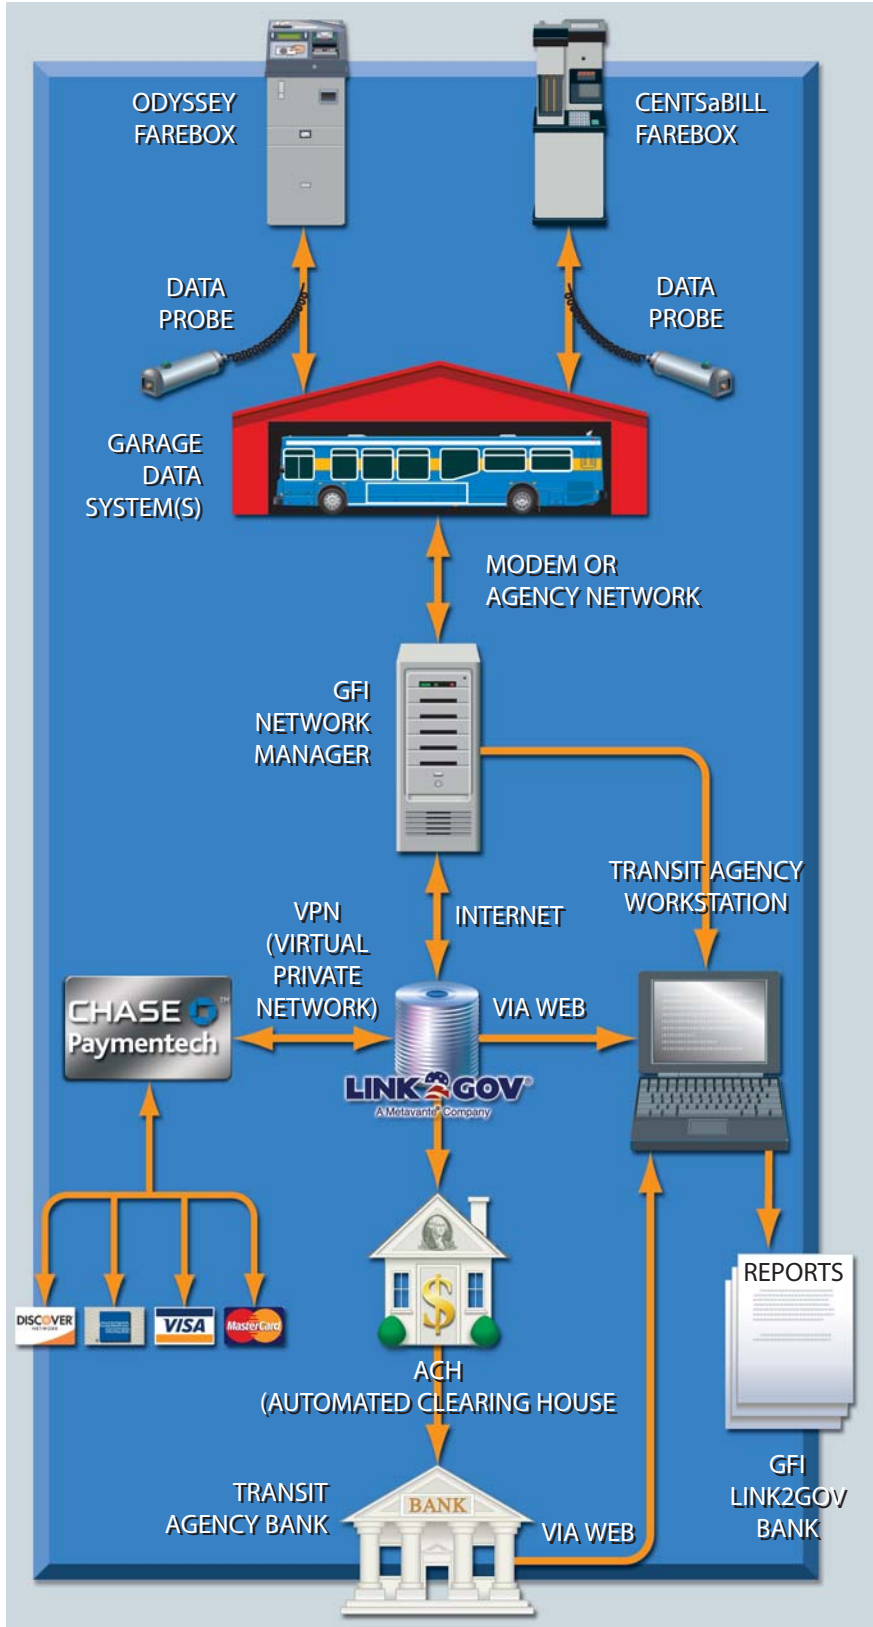 ODYSSEY
FAREBOX
CENTSaBILL
FAREBOX
DATA
PROBE
DATA
PROBE
GARAGE
DATA
SYSTEM(S)
MODEM OR
AGENCY NETWORK
GFI
NETWORK
MANAGER
TRANSIT AGENCY
WORKSTATION
VPN
(VIRTUAL
PRIVATE
NETWORK)
INTERNET
CHASE ™
Paymentech
VIA WEB
LINK2GOV®
A Metavante® Company
DISCOVER
NETWORK
VISA
MasterCard
REPORTS
ACH
(AUTOMATED CLEARING HOUSE
GFI
LINK2GOV
BANK
TRANSIT
AGENCY BANK
BANK
VIA WEB